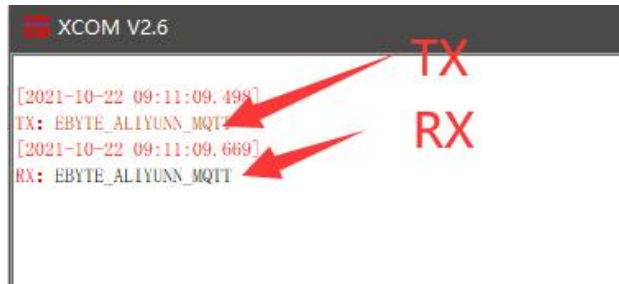 XCOM V2.6
TX
[2021-10-22 09:11:09.498]
TX: EBYTE_ALIYUNN_MQTT
[2021-10-22 09:11:09.669]
RX
RX: EBYTE_ALIYUNN_MQTT